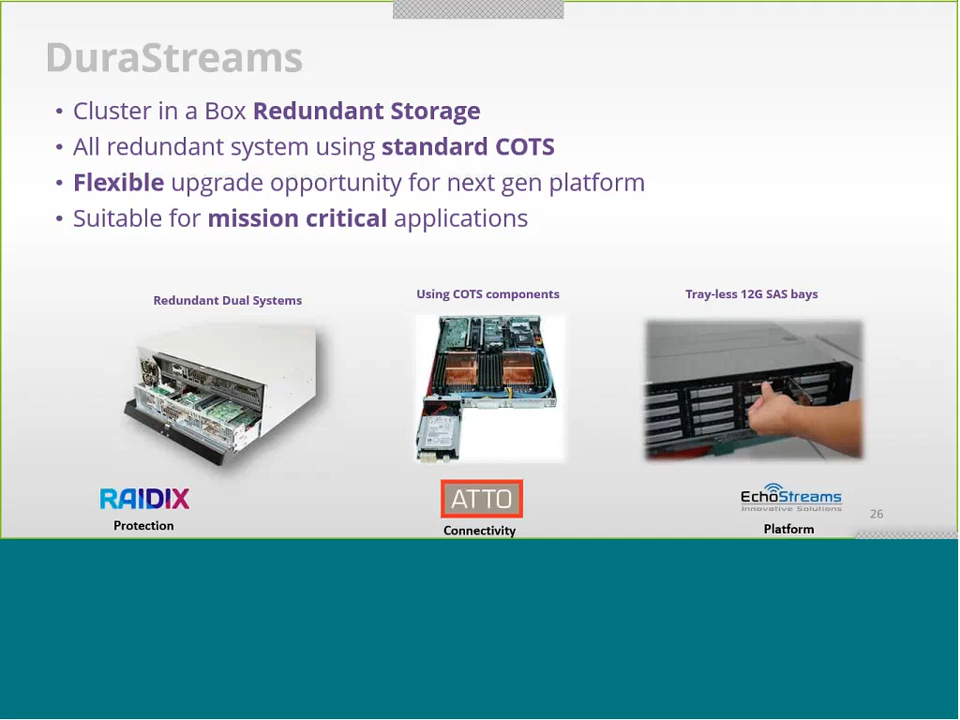 DuraStreams
• Cluster in a Box Redundant Storage
• All redundant system using standard COTS
• Flexible upgrade opportunity for next gen platform
• Suitable for mission critical applications
Redundant Dual Systems
Using COTS components
Tray-less 12G SAS bays
RAIDIX
Protection
ATTO
Connectivity
EchoStreams
Innovative Solutions
Platform
26